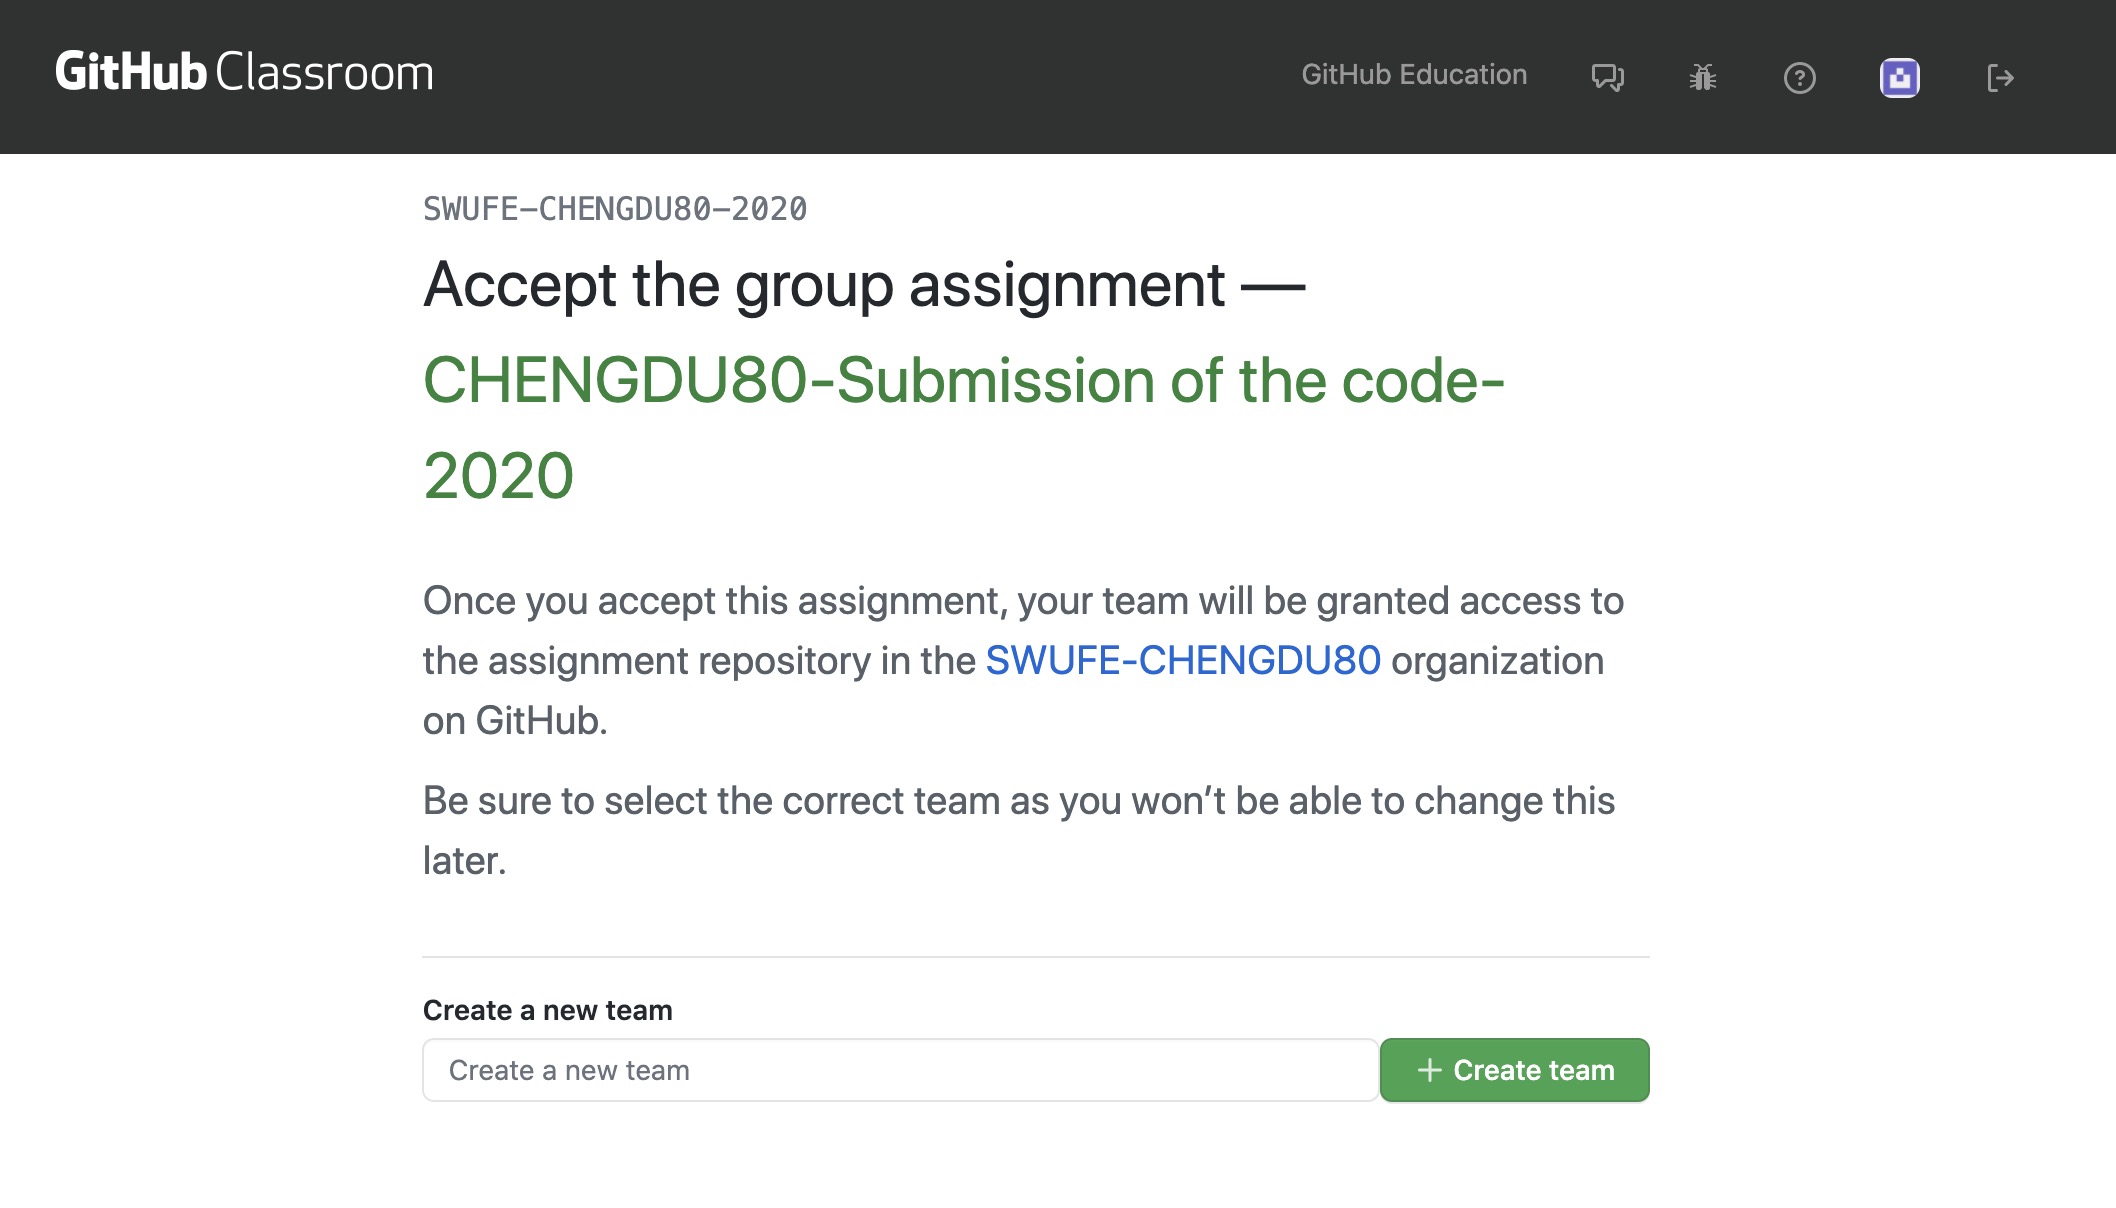 GitHub Classroom
GitHub Education
SWUFE-CHENGDU80-2020
Accept the group assignment —
CHENGDU80-Submission of the code-
2020
Once you accept this assignment, your team will be granted access to
the assignment repository in the SWUFE-CHENGDU80 organization
on GitHub.
Be sure to select the correct team as you won’t be able to change this
later.
Create a new team
Create a new team
+ Create team